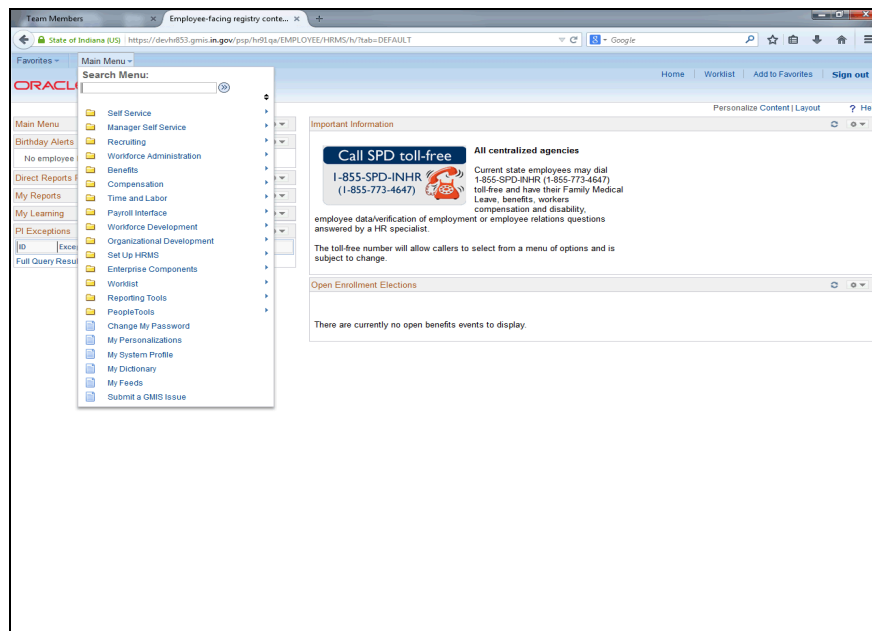 Team Members
Employee-facing registry conte...
State of Indiana (US)
https://devhr853.gmis.in.gov/psp/hr91qa/EMPLOYEE/HRMS/h/?tab=DEFAULT
Google
Favorites
Main Menu
Search Menu:
Home
Worklist
Add to Favorites
Sign out
Personalize Content | Layout
? He
Self Service
Manager Self Service
Recruiting
Workforce Administration
Benefits
Compensation
Time and Labor
Payroll Interface
Workforce Development
Organizational Development
Set Up HRMS
Enterprise Components
Worklist
Reporting Tools
PeopleTools
Change My Password
My Personalizations
My System Profile
My Dictionary
My Feeds
Submit a GMIS Issue
Main Menu
Birthday Alerts
No employee
Direct Reports
My Reports
My Learning
PI Exceptions
ID
Full Query
Important Information
Call SPD toll-free
1-855-SPD-INHR
(1-855-773-4647)
All centralized agencies
Current state employees may dial
1-855-SPD-INHR (1-855-773-4647)
toll-free and have their Family Medical
Leave, benefits, workers
compensation and disability,
employee data/verification of employment or employee relations questions
answered by a HR specialist.
The toll-free number will allow callers to select from a menu of options and is
subject to change.
Open Enrollment Elections
There are currently no open benefits events to display.